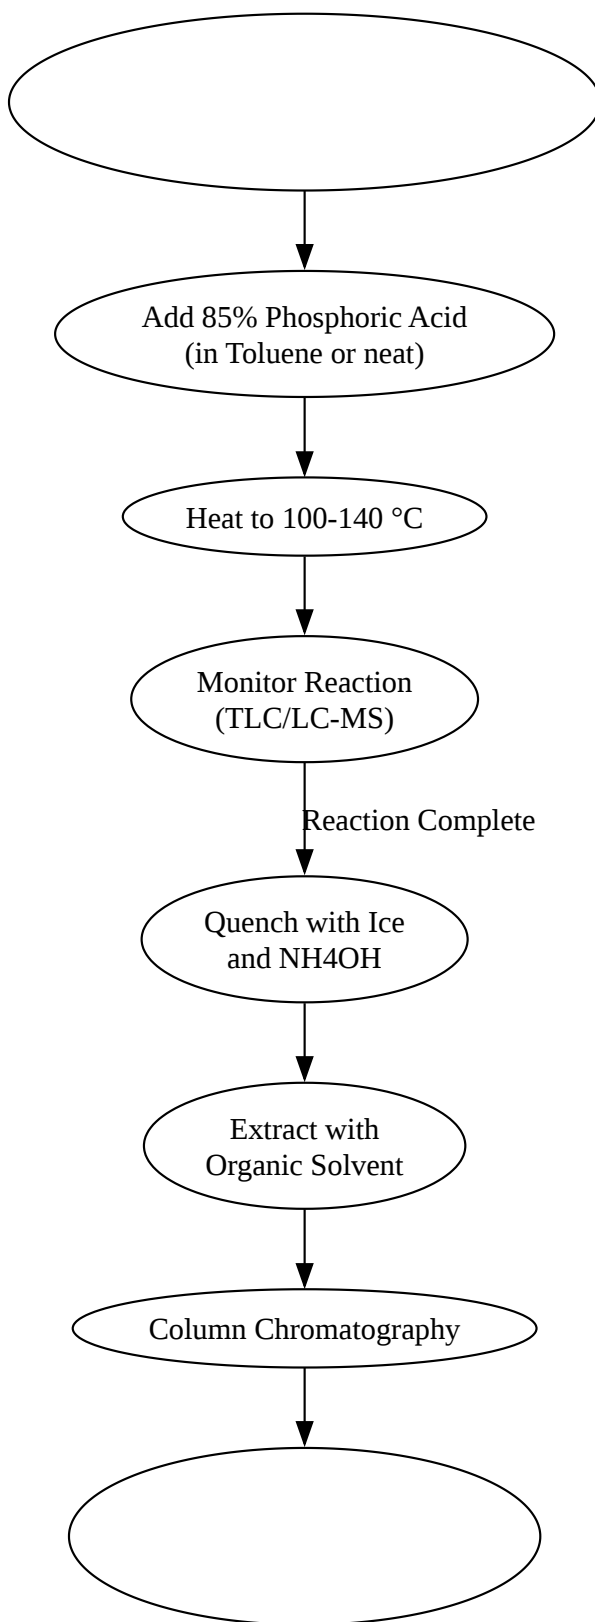 Add 85% Phosphoric Acid
(in Toluene or neat)
Heat to 100-140 °C
Monitor Reaction
(TLC/LC-MS)
Reaction Complete
Quench with Ice
and NH4OH
Extract with
Organic Solvent
Column Chromatography